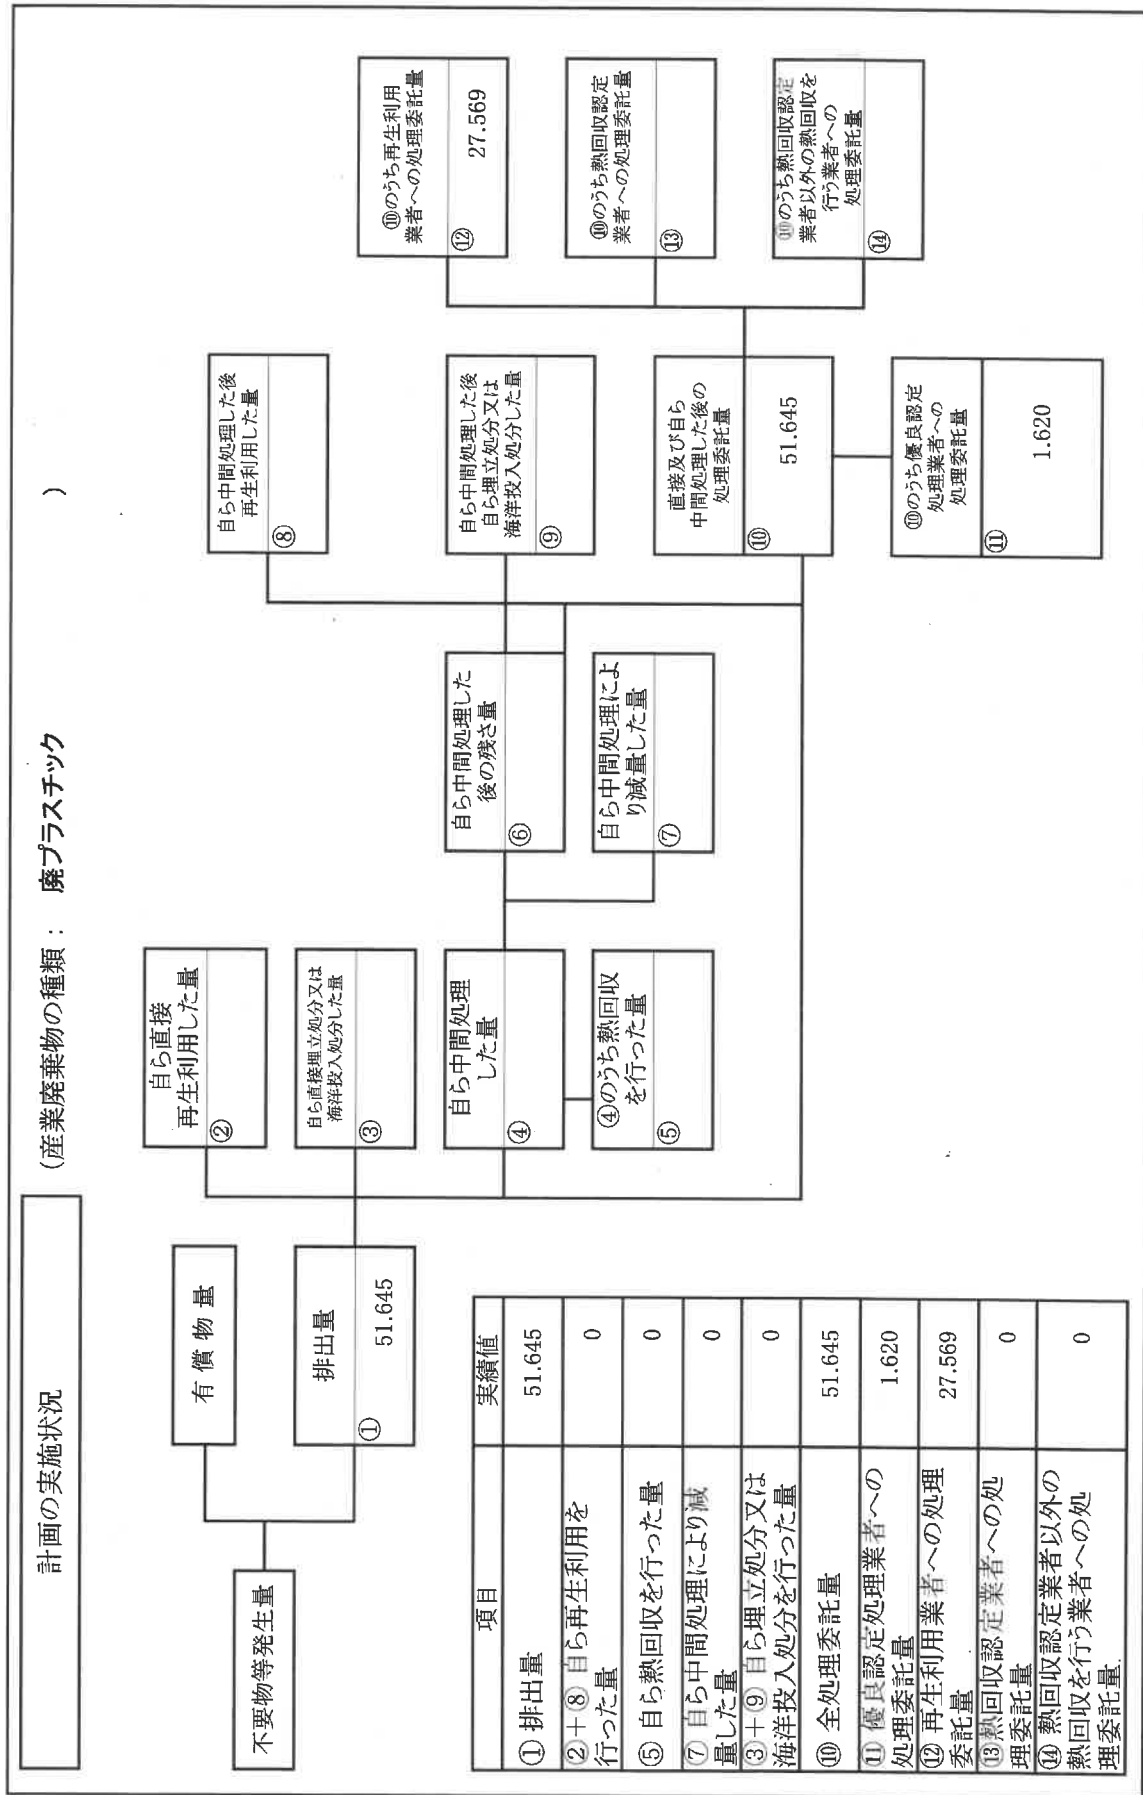 計画の実施状況
(産業廃棄物の種類： 廃プラスチック )
不要物等発生量
有 償 物 量
排出量
①
51.645
自ら直接
再生利用した量
②
自ら直接埋立処分又は
海洋投入処分した量
③
自ら中間処理
した量
④
④のうち熱回収
を行った量
⑤
自ら中間処理した
後の残さ量
⑥
自ら中間処理によ
り減量した量
⑦
自ら中間処理した後
再生利用した量
⑧
自ら中間処理した後
自ら埋立処分又は
海洋投入処分した量
⑨
直接及び自ら
中間処理した後の
処理委託量
⑩
51.645
⑩のうち優良認定
処理業者への
処理委託量
⑪
1.620
⑩のうち再生利用
業者への処理委託量
⑫
27.569
⑩のうち熱回収認定
業者への処理委託量
⑬
⑩のうち熱回収認定
業者以外の熱回収を
行う業者への
処理委託量
⑭
項目 実績値
① 排出量 51.645
②＋⑧ 自ら再生利用を
行った量 0
⑤ 自ら熱回収を行った量 0
⑦ 自ら中間処理により減
量した量 0
③＋⑨ 自ら埋立処分又は
海洋投入処分を行った量 0
⑩ 全処理委託量 51.645
⑪ 優良認定処理業者への
処理委託量 1.620
⑫ 再生利用業者への処理
委託量 27.569
⑬ 熱回収認定業者への処
理委託量 0
⑭ 熱回収認定業者以外の
熱回収を行う業者への処
理委託量 0